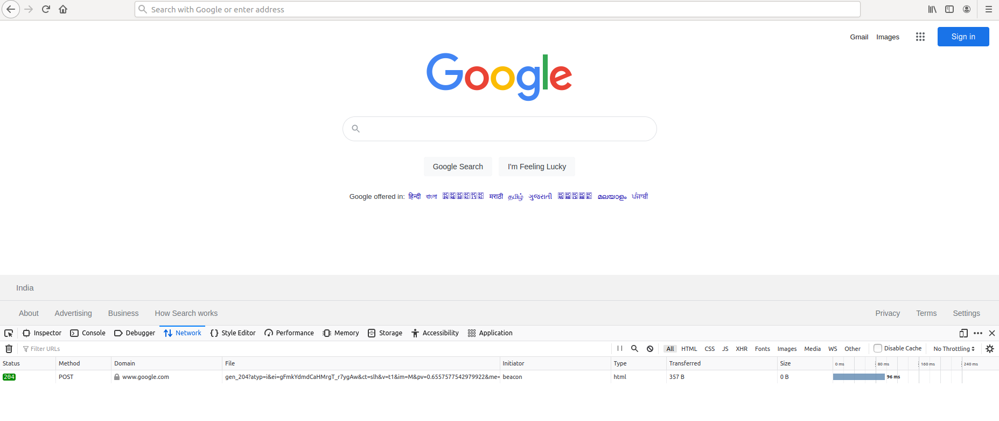 Search with Google or enter address
Gmail Images Sign in
Google
Google Search I'm Feeling Lucky
Google offered in: हिन्दी বাংলা मराठी தமிழ் ગુજરાતી മലയാളം ਪੰਜਾਬੀ
India
About Advertising Business How Search works Privacy Terms Settings
Inspector Console Debugger Network Style Editor Performance Memory Storage Accessibility Application
Filter URLs All HTML CSS JS XHR Fonts Images Media WS Other Disable Cache No Throttling
Status Method Domain File Initiator Type Transferred Size 0 ms 80 ms 160 ms 240 ms
204 POST www.google.com gen_204?atyp=i&ei=gFmkYdmdCaHMrgT_r7ygAw&ct=slh&v=t1&im=M&pv=0.6557577542979922&me= beacon html 357 B 0 B 96 ms